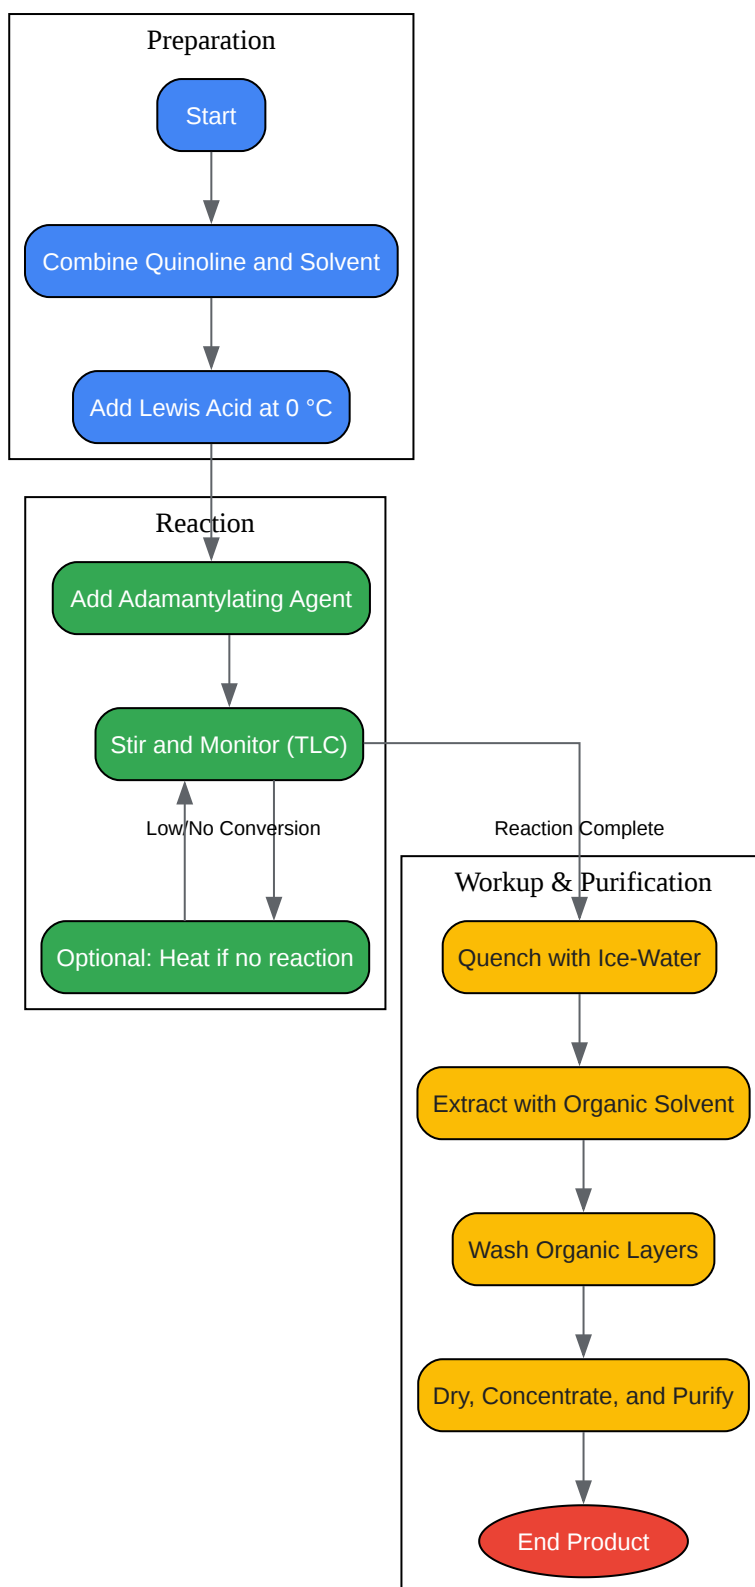 Preparation
Start
Combine Quinoline and Solvent
Add Lewis Acid at 0 °C
Reaction
Add Adamantylating Agent
Stir and Monitor (TLC)
Low/No Conversion
Reaction Complete
Optional: Heat if no reaction
Workup & Purification
Quench with Ice-Water
Extract with Organic Solvent
Wash Organic Layers
Dry, Concentrate, and Purify
End Product